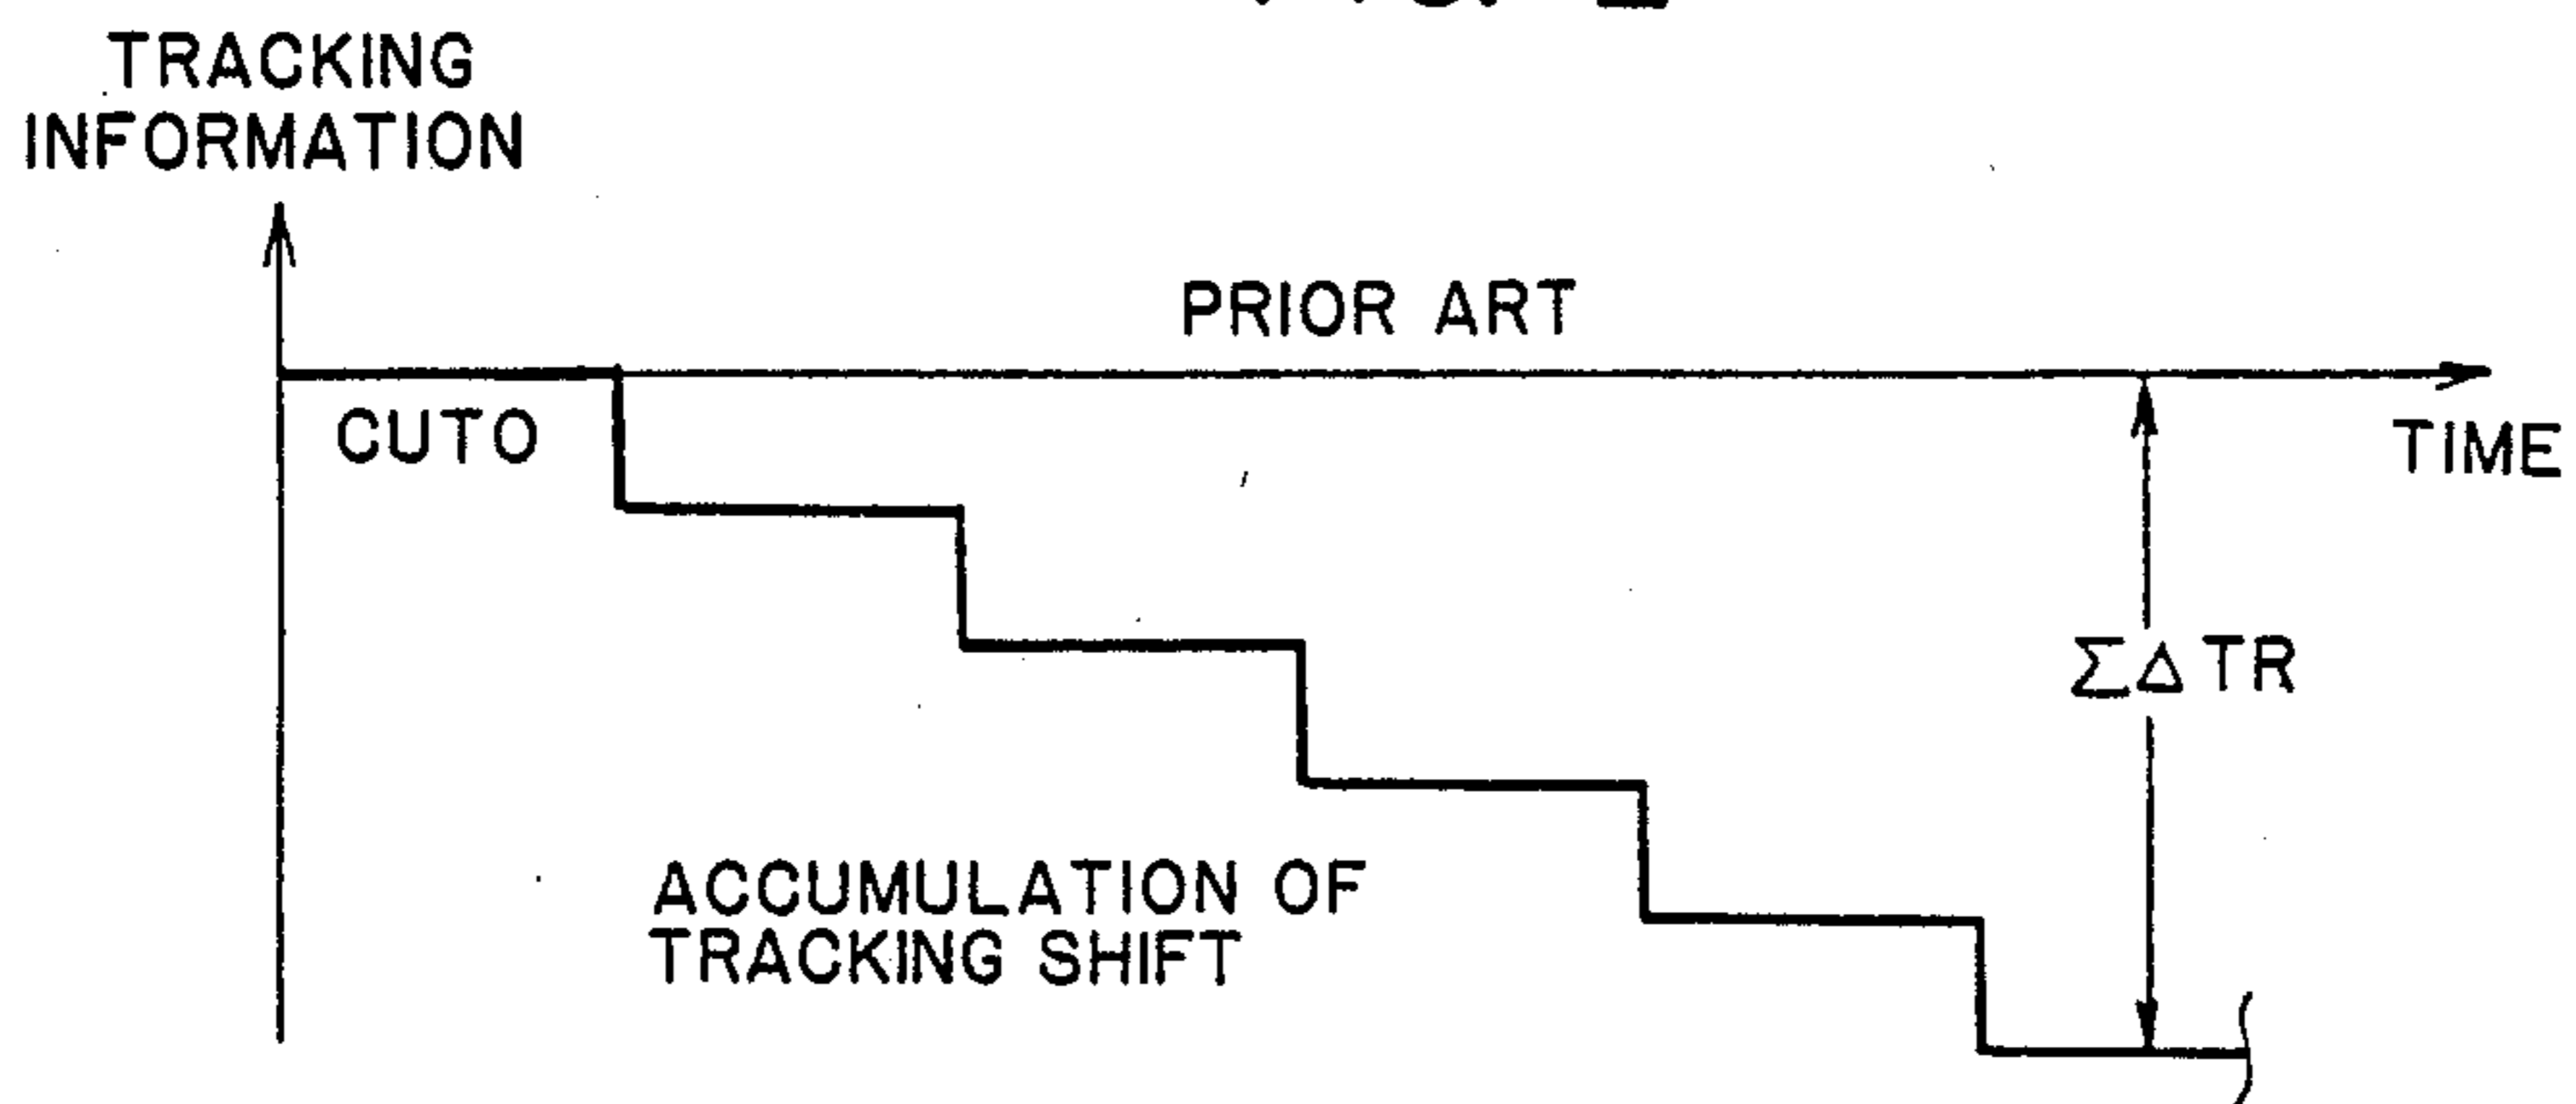 TRACKING
INFORMATION
PRIOR ART
CUTO
TIME
ΣΔTR
ACCUMULATION OF
TRACKING SHIFT